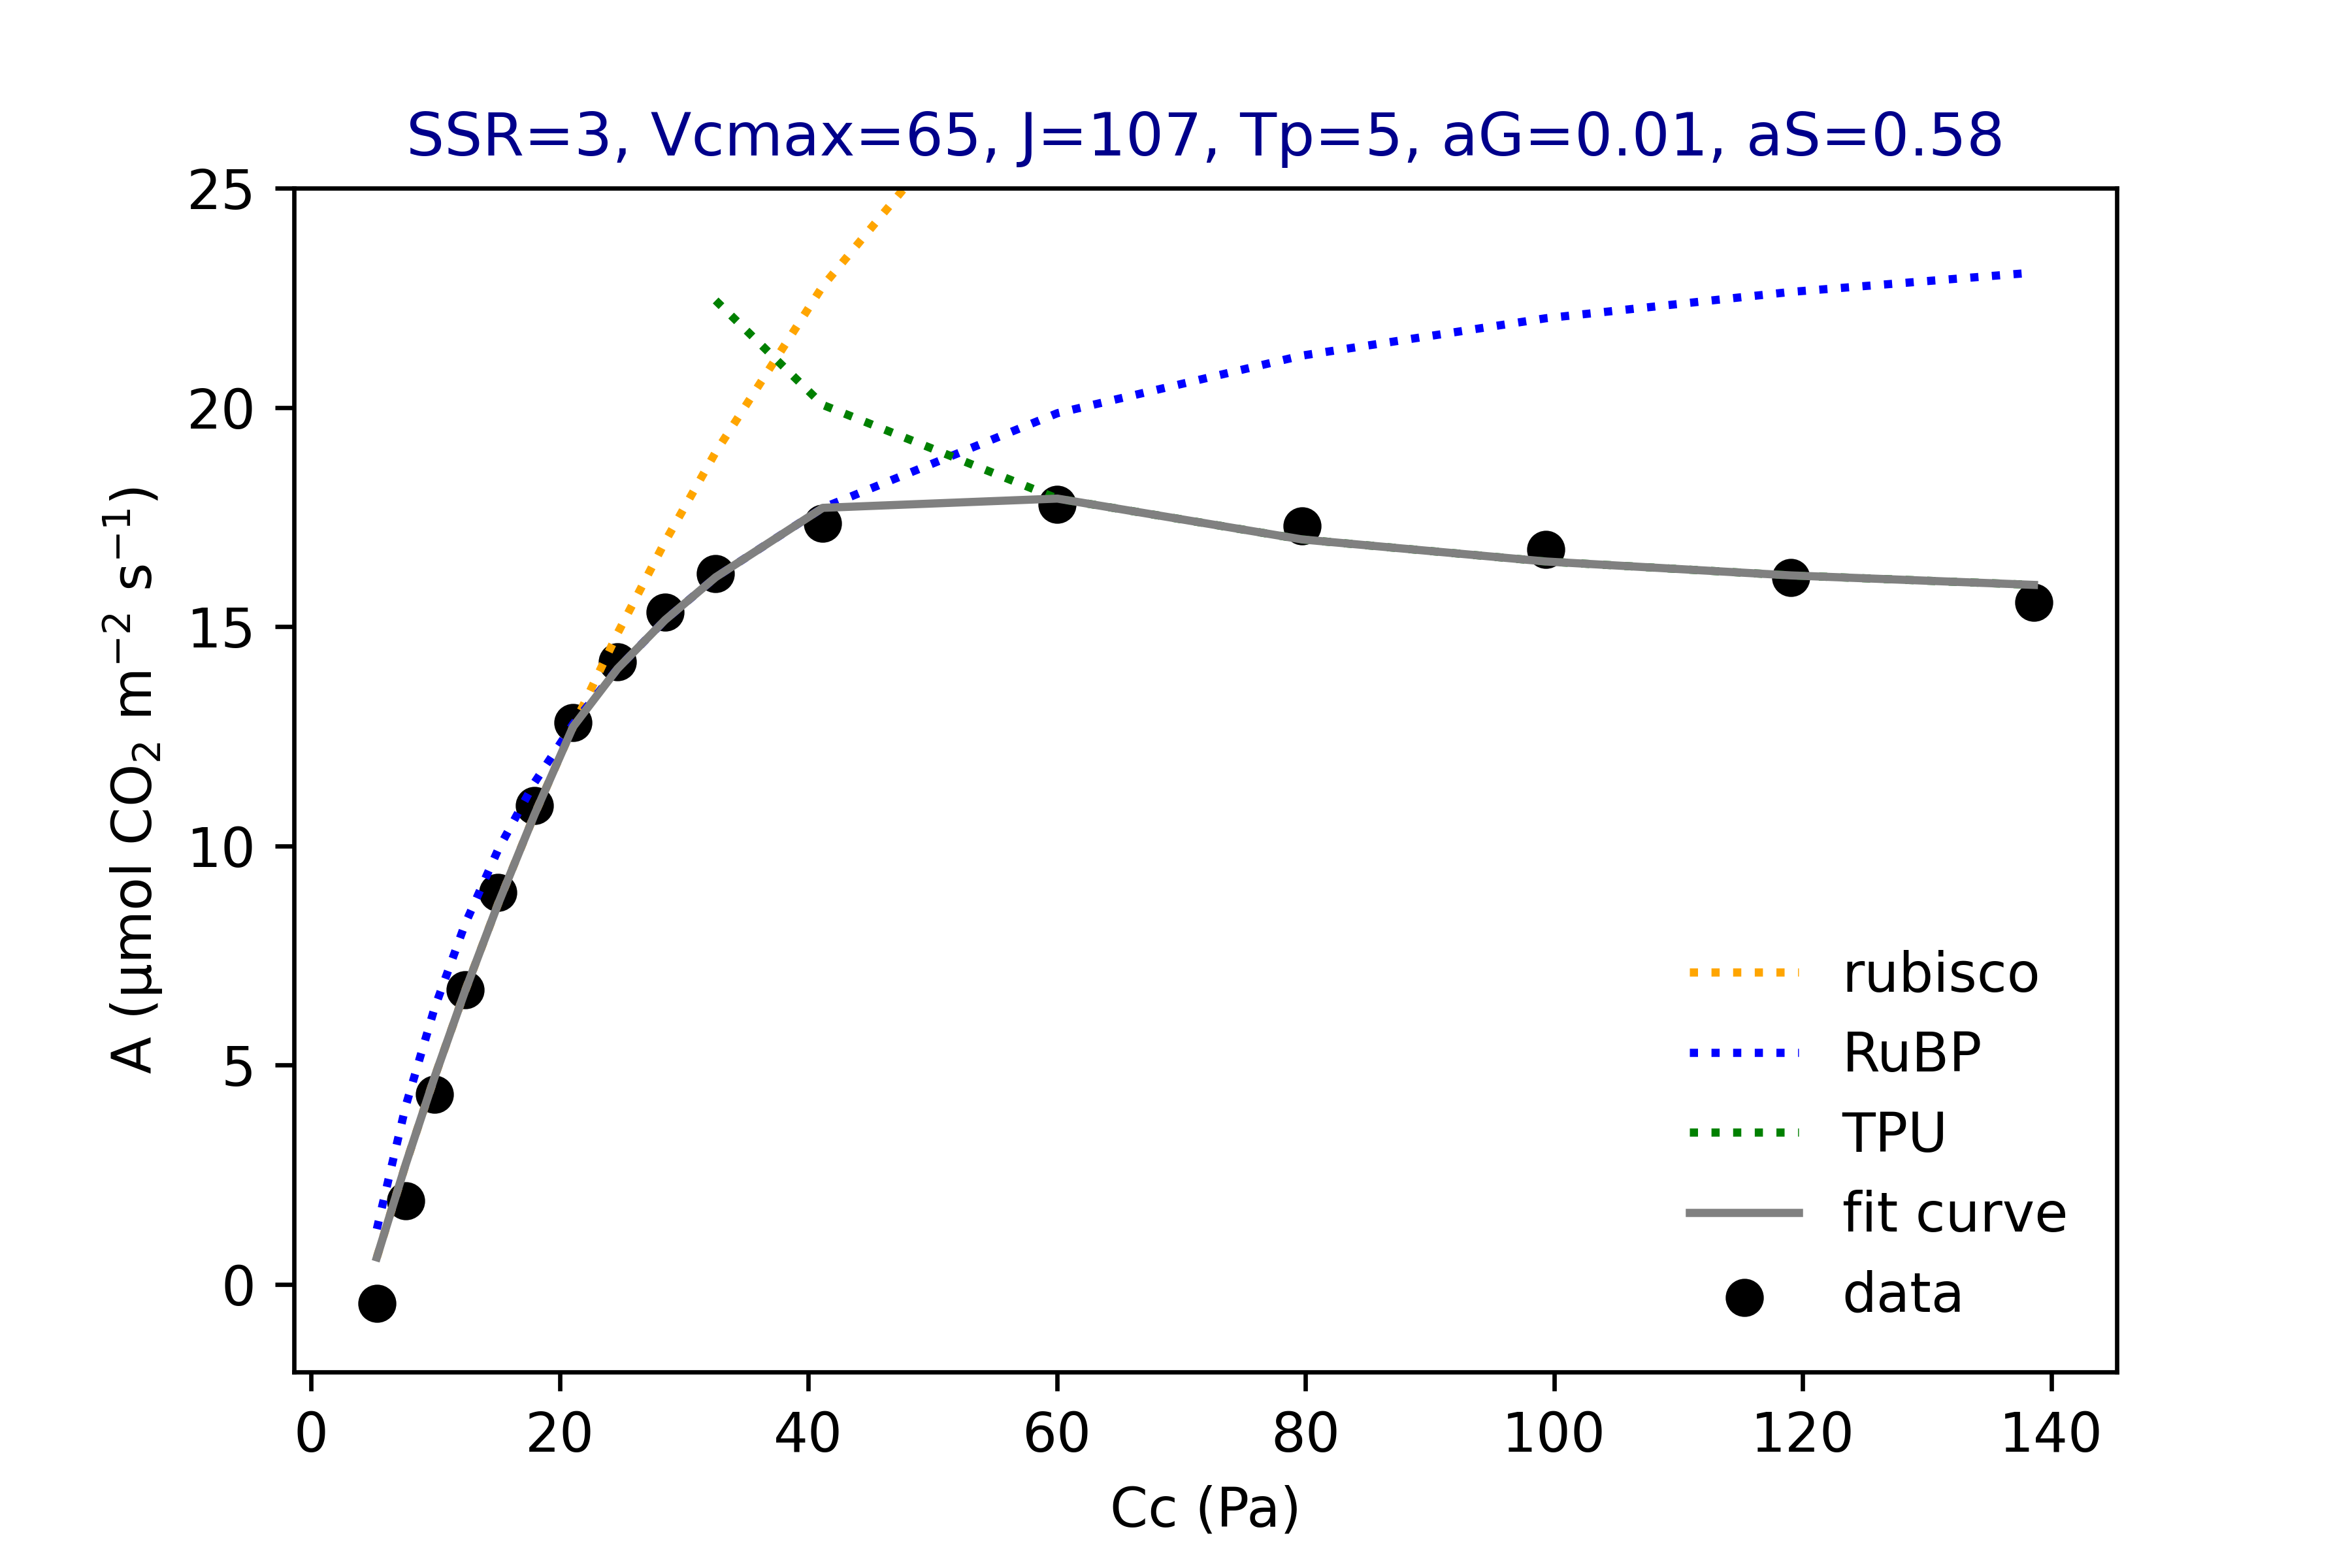 SSR=3, Vcmax=65, J=107, Tp=5, aG=0.01, aS=0.58
25
20
15
10
5
0
A (µmol CO₂ m⁻² s⁻¹)
rubisco
RuBP
TPU
fit curve
data
0 20 40 60 80 100 120 140
Cc (Pa)